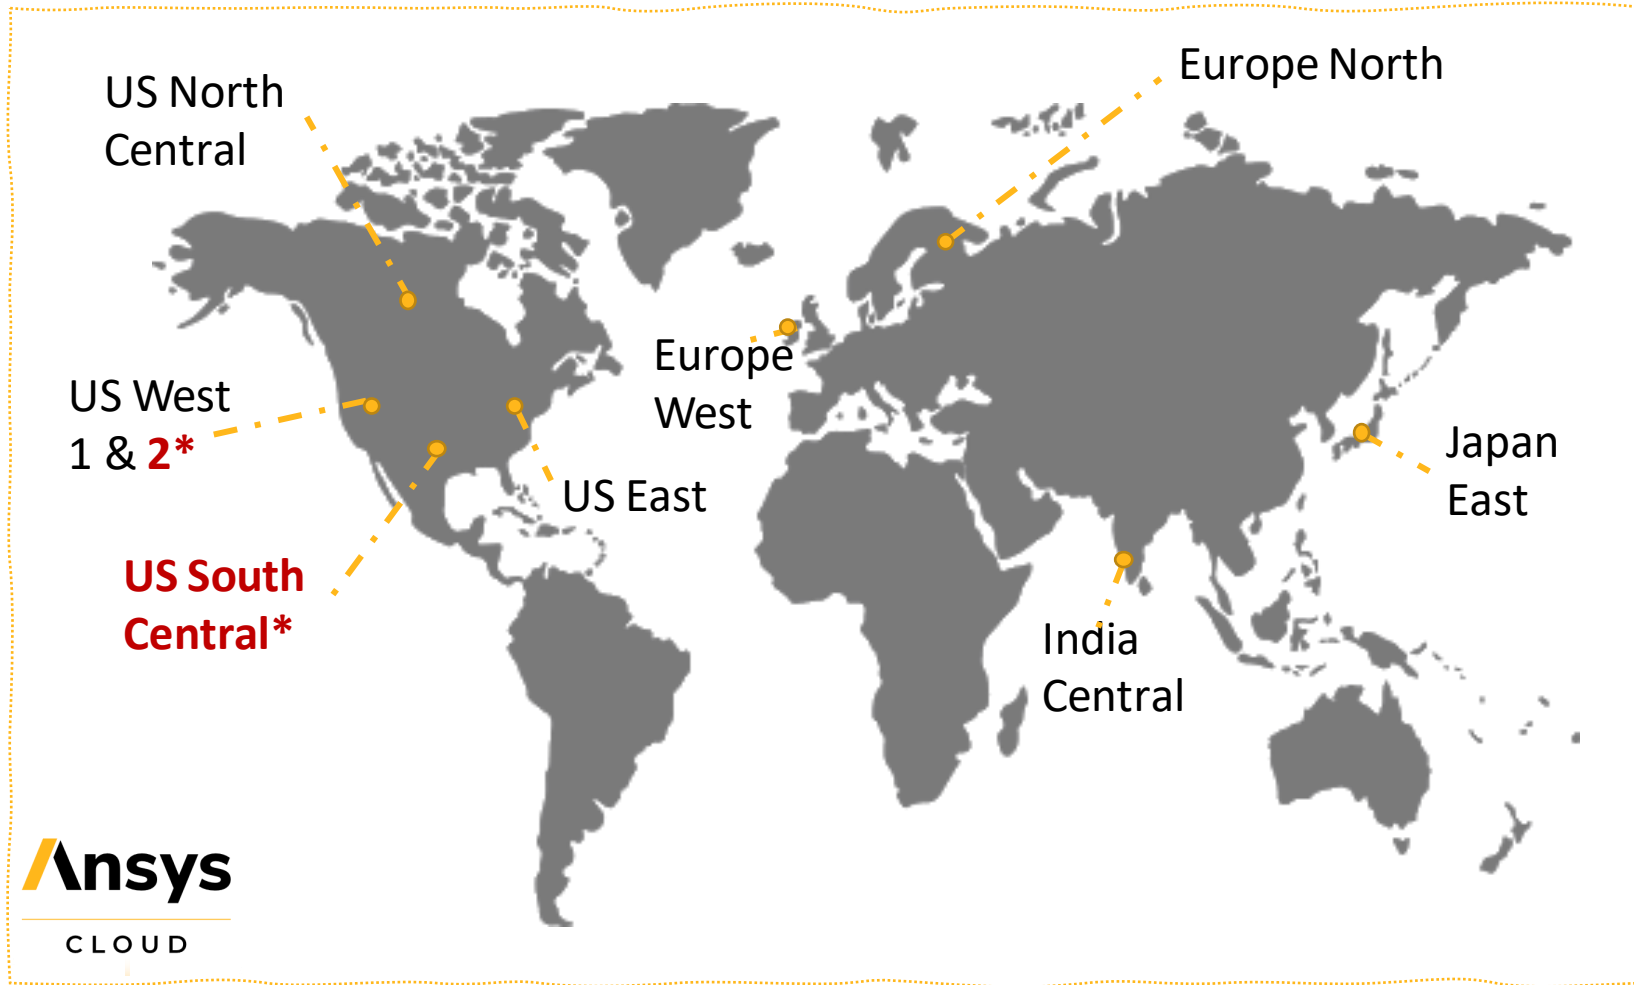 US North
Central
Europe North
US West
1 & 2*
Europe
West
US East
Japan
East
US South
Central*
India
Central
Ansys
CLOUD